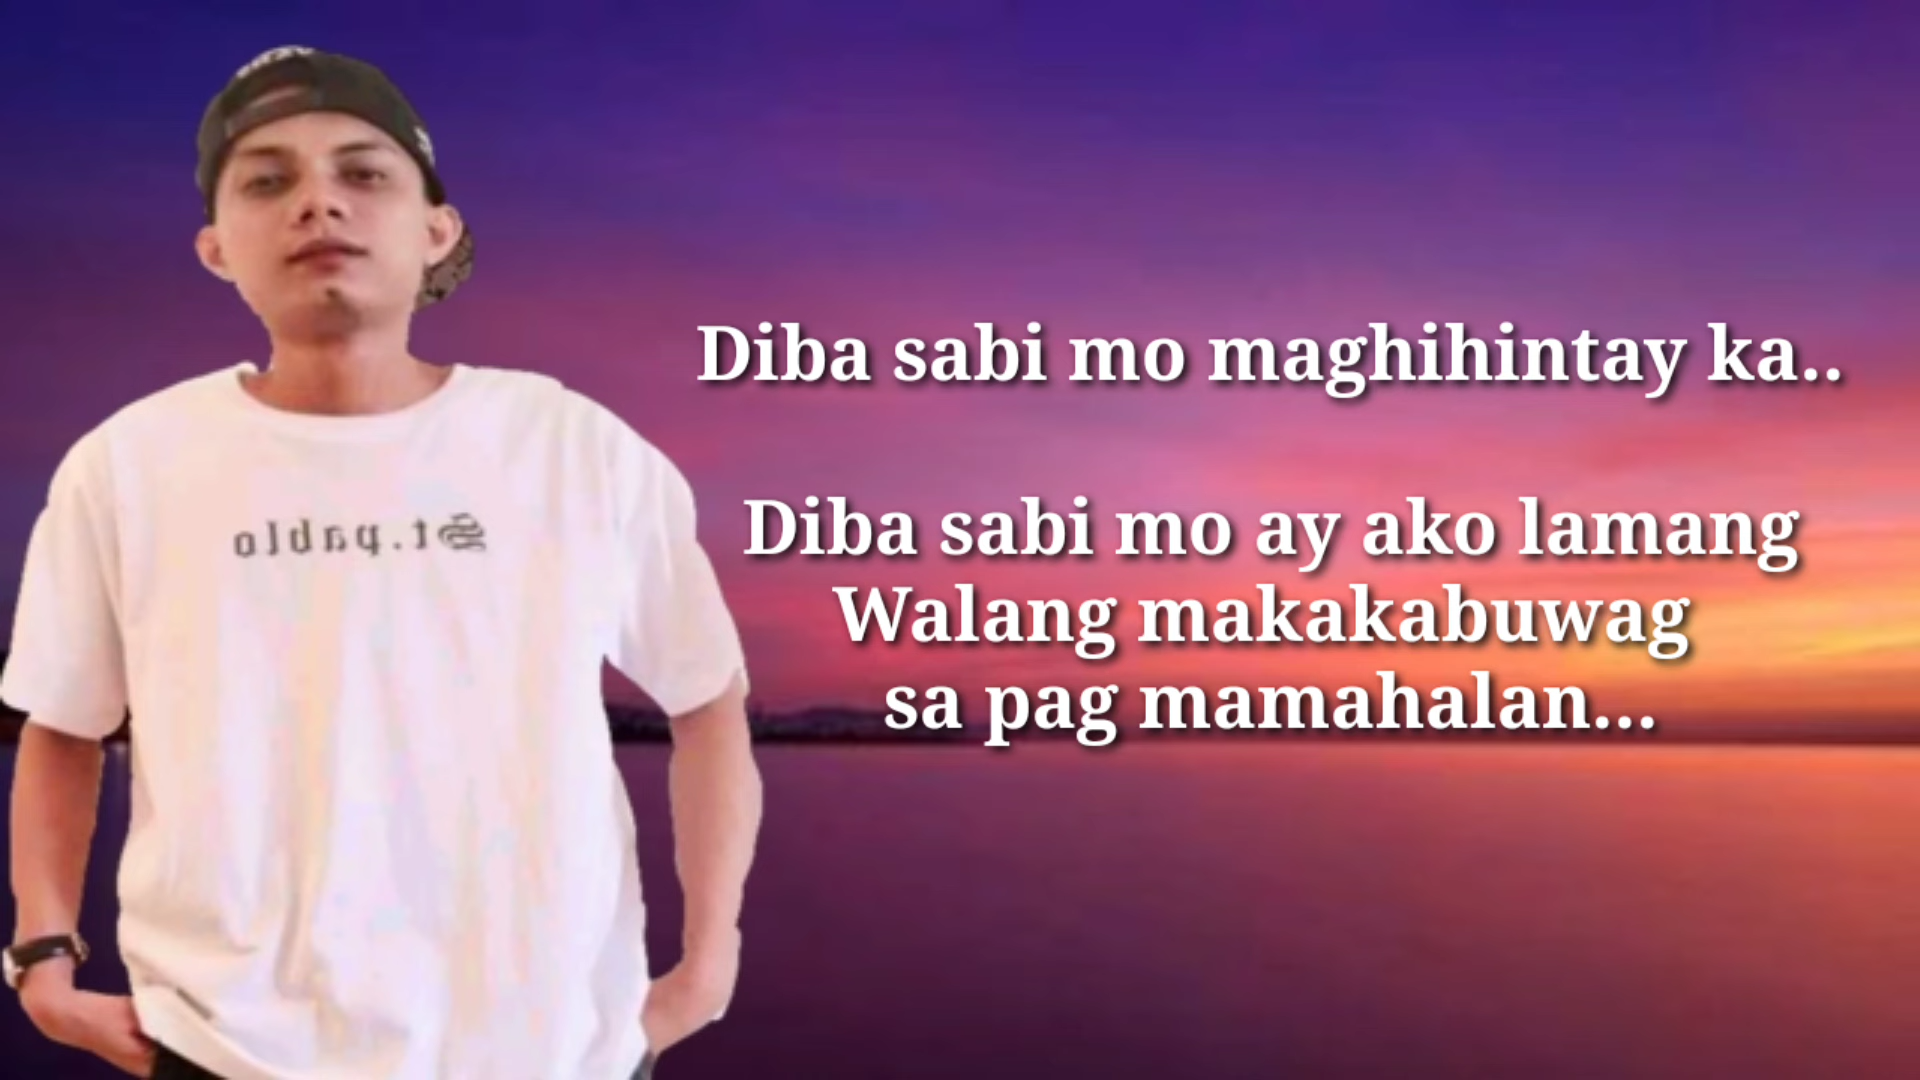 Diba sabi mo maghihintay ka..
Diba sabi mo ay ako lamang
Walang makakabuwag
sa pag mamahalan...